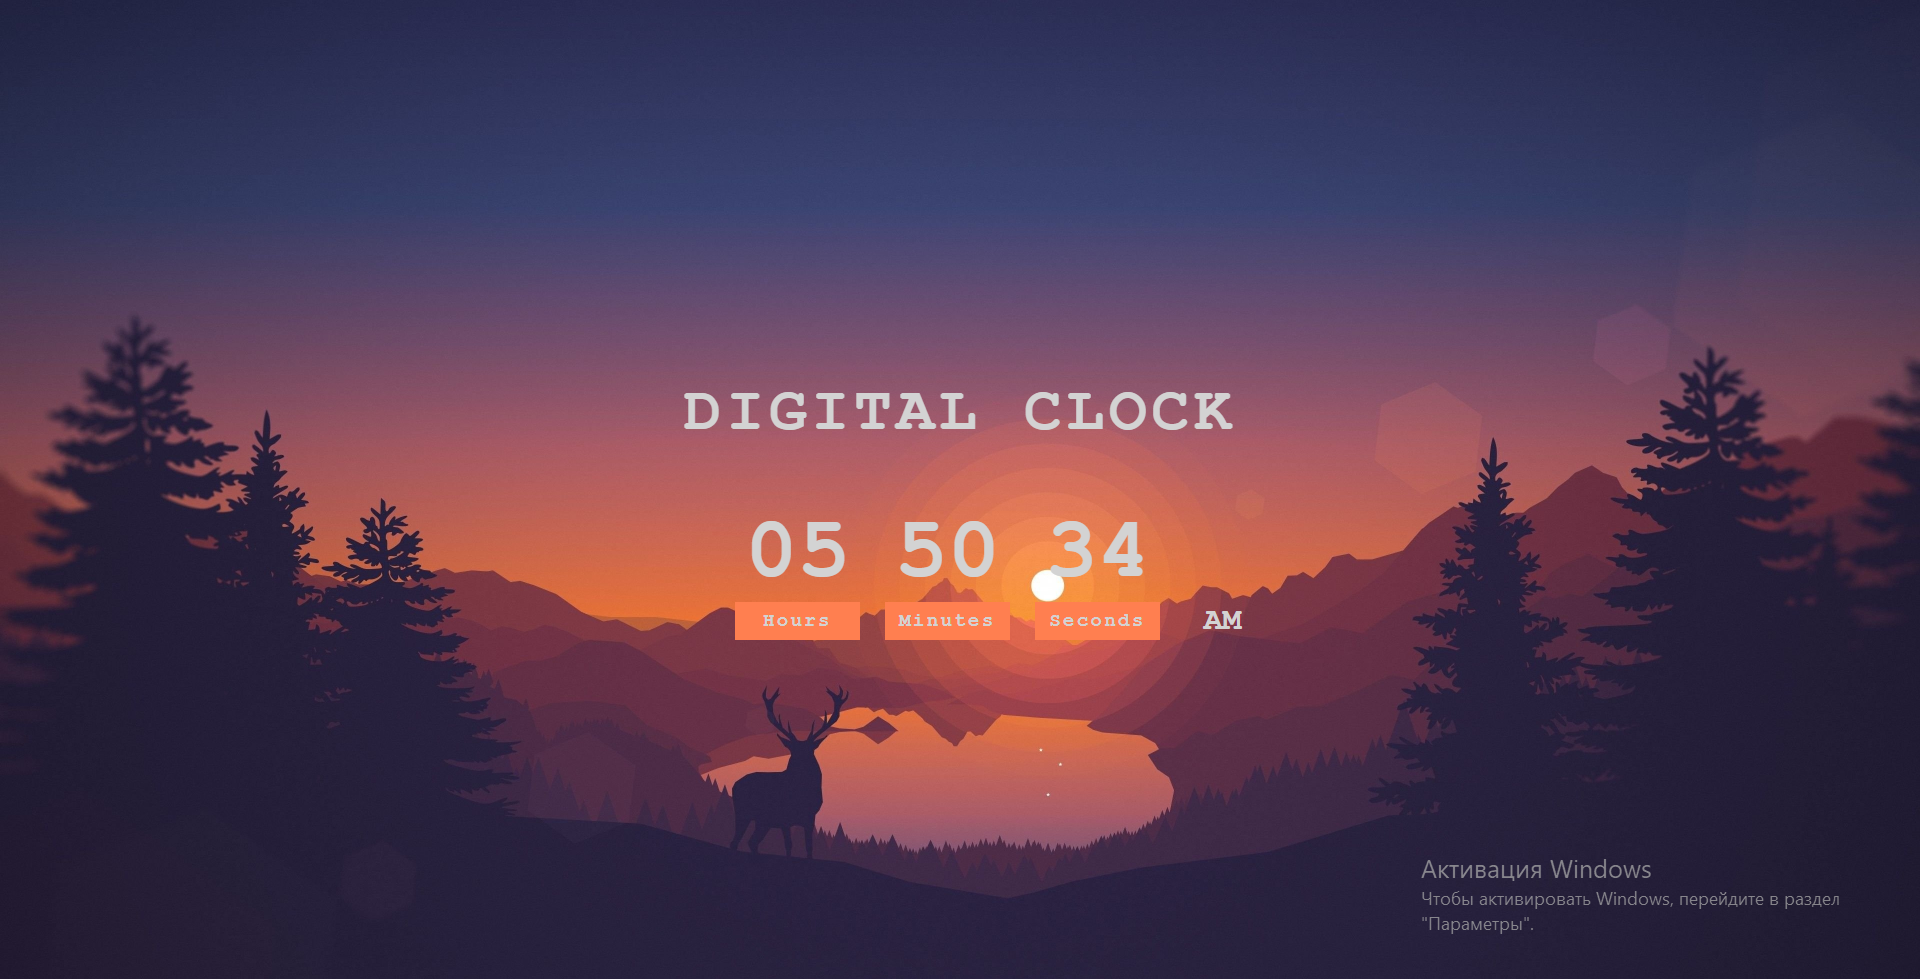 DIGITAL CLOCK
05 50 34
Hours Minutes Seconds AM
Активация Windows
Чтобы активировать Windows, перейдите в раздел
"Параметры".